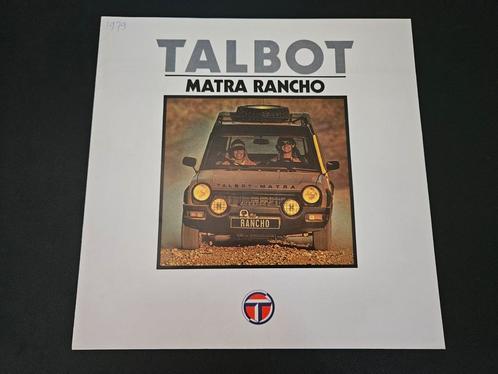 1979
TALBOT
MATRA RANCHO
TALBOT-MATRA
RANCHO
T